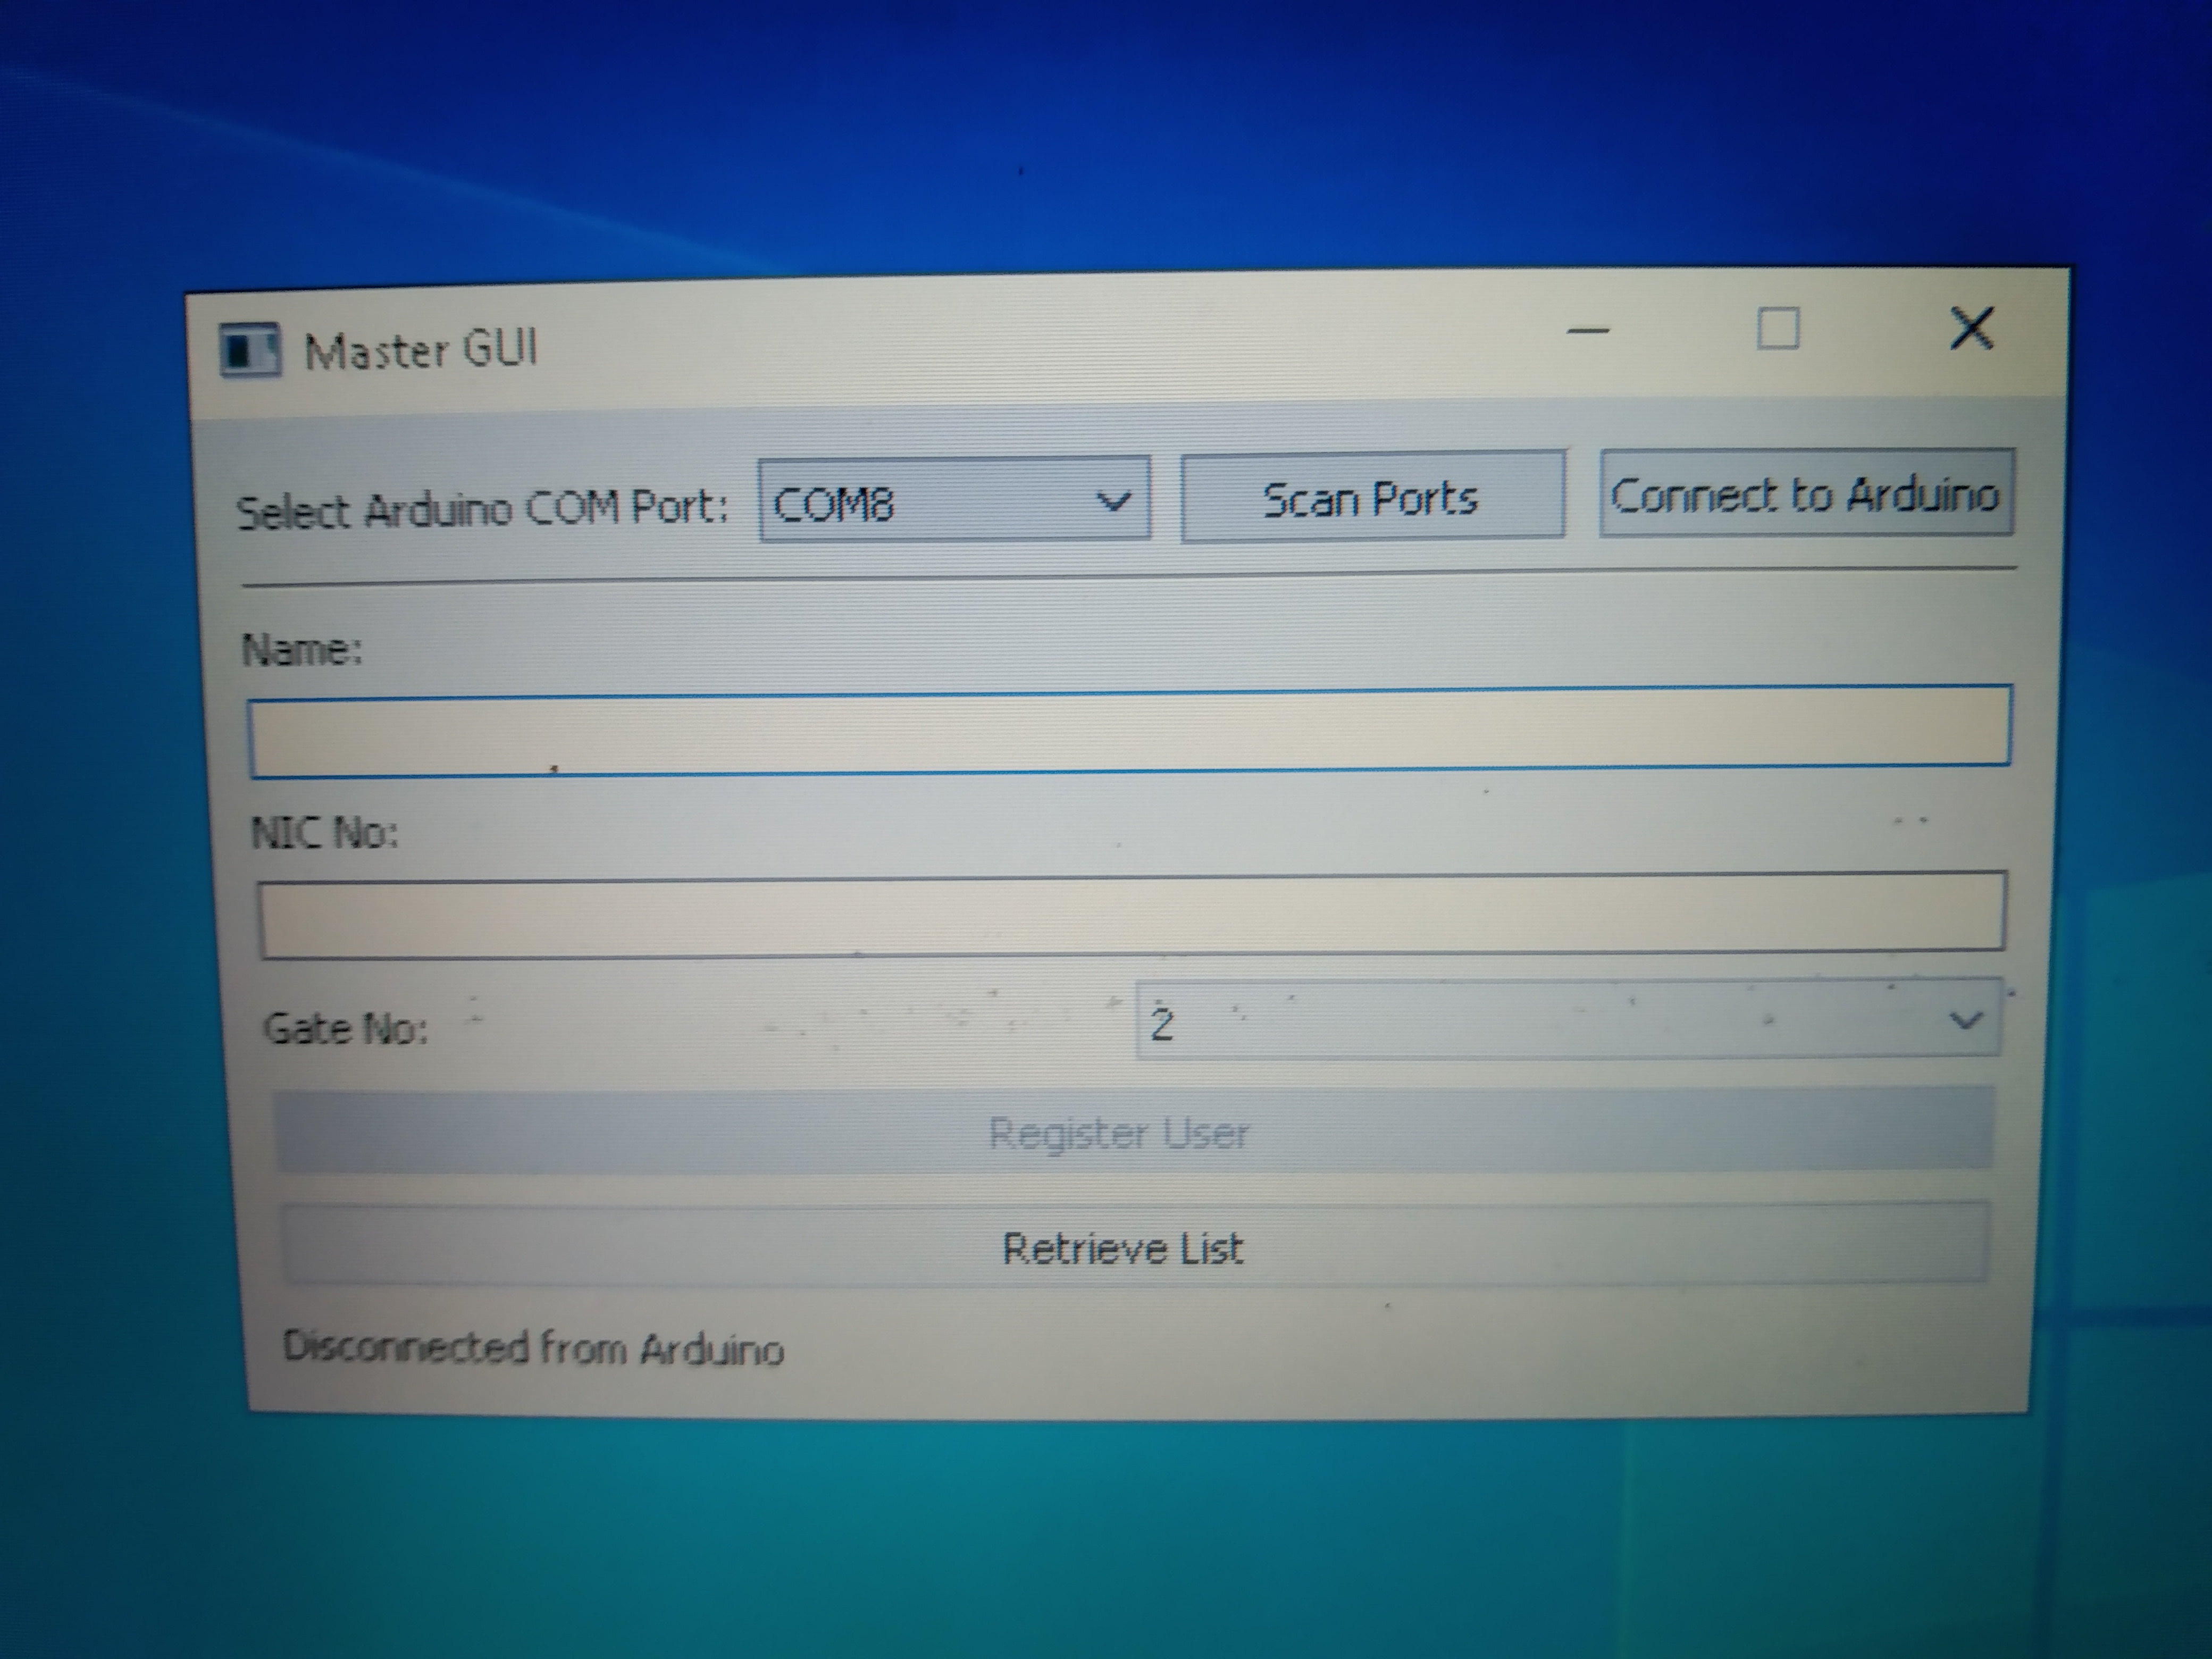 Master GUI
Select Arduino COM Port: COM8 Scan Ports Connect to Arduino
Name:
NIC No:
Gate No: 2
Register User
Retrieve List
Disconnected from Arduino